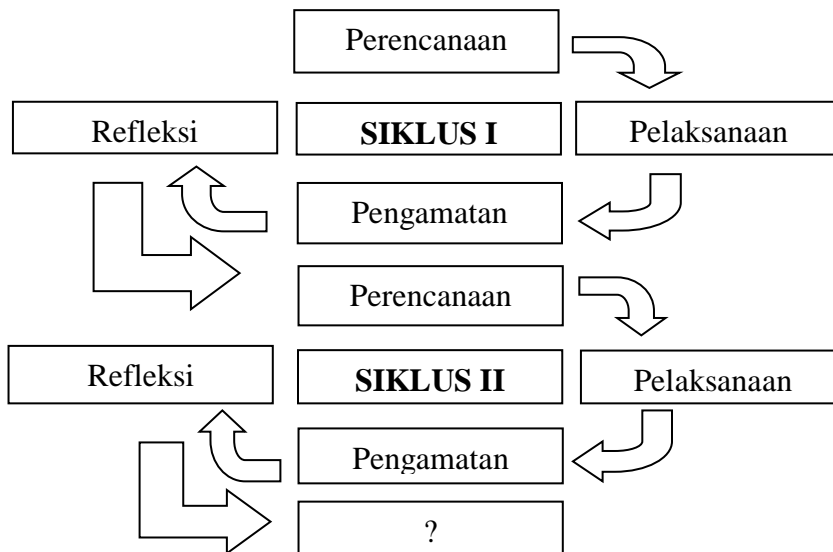 Perencanaan
Refleksi
SIKLUS I
Pelaksanaan
Pengamatan
Perencanaan
Refleksi
SIKLUS II
Pelaksanaan
Pengamatan
?